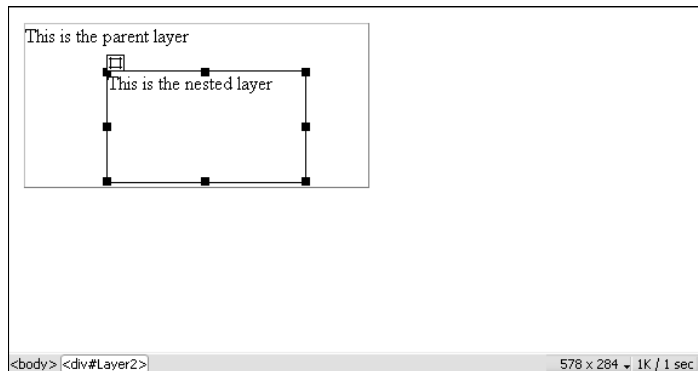 This is the parent layer
This is the nested layer
<body> <div#Layer2> 578 x 284 1K / 1 sec